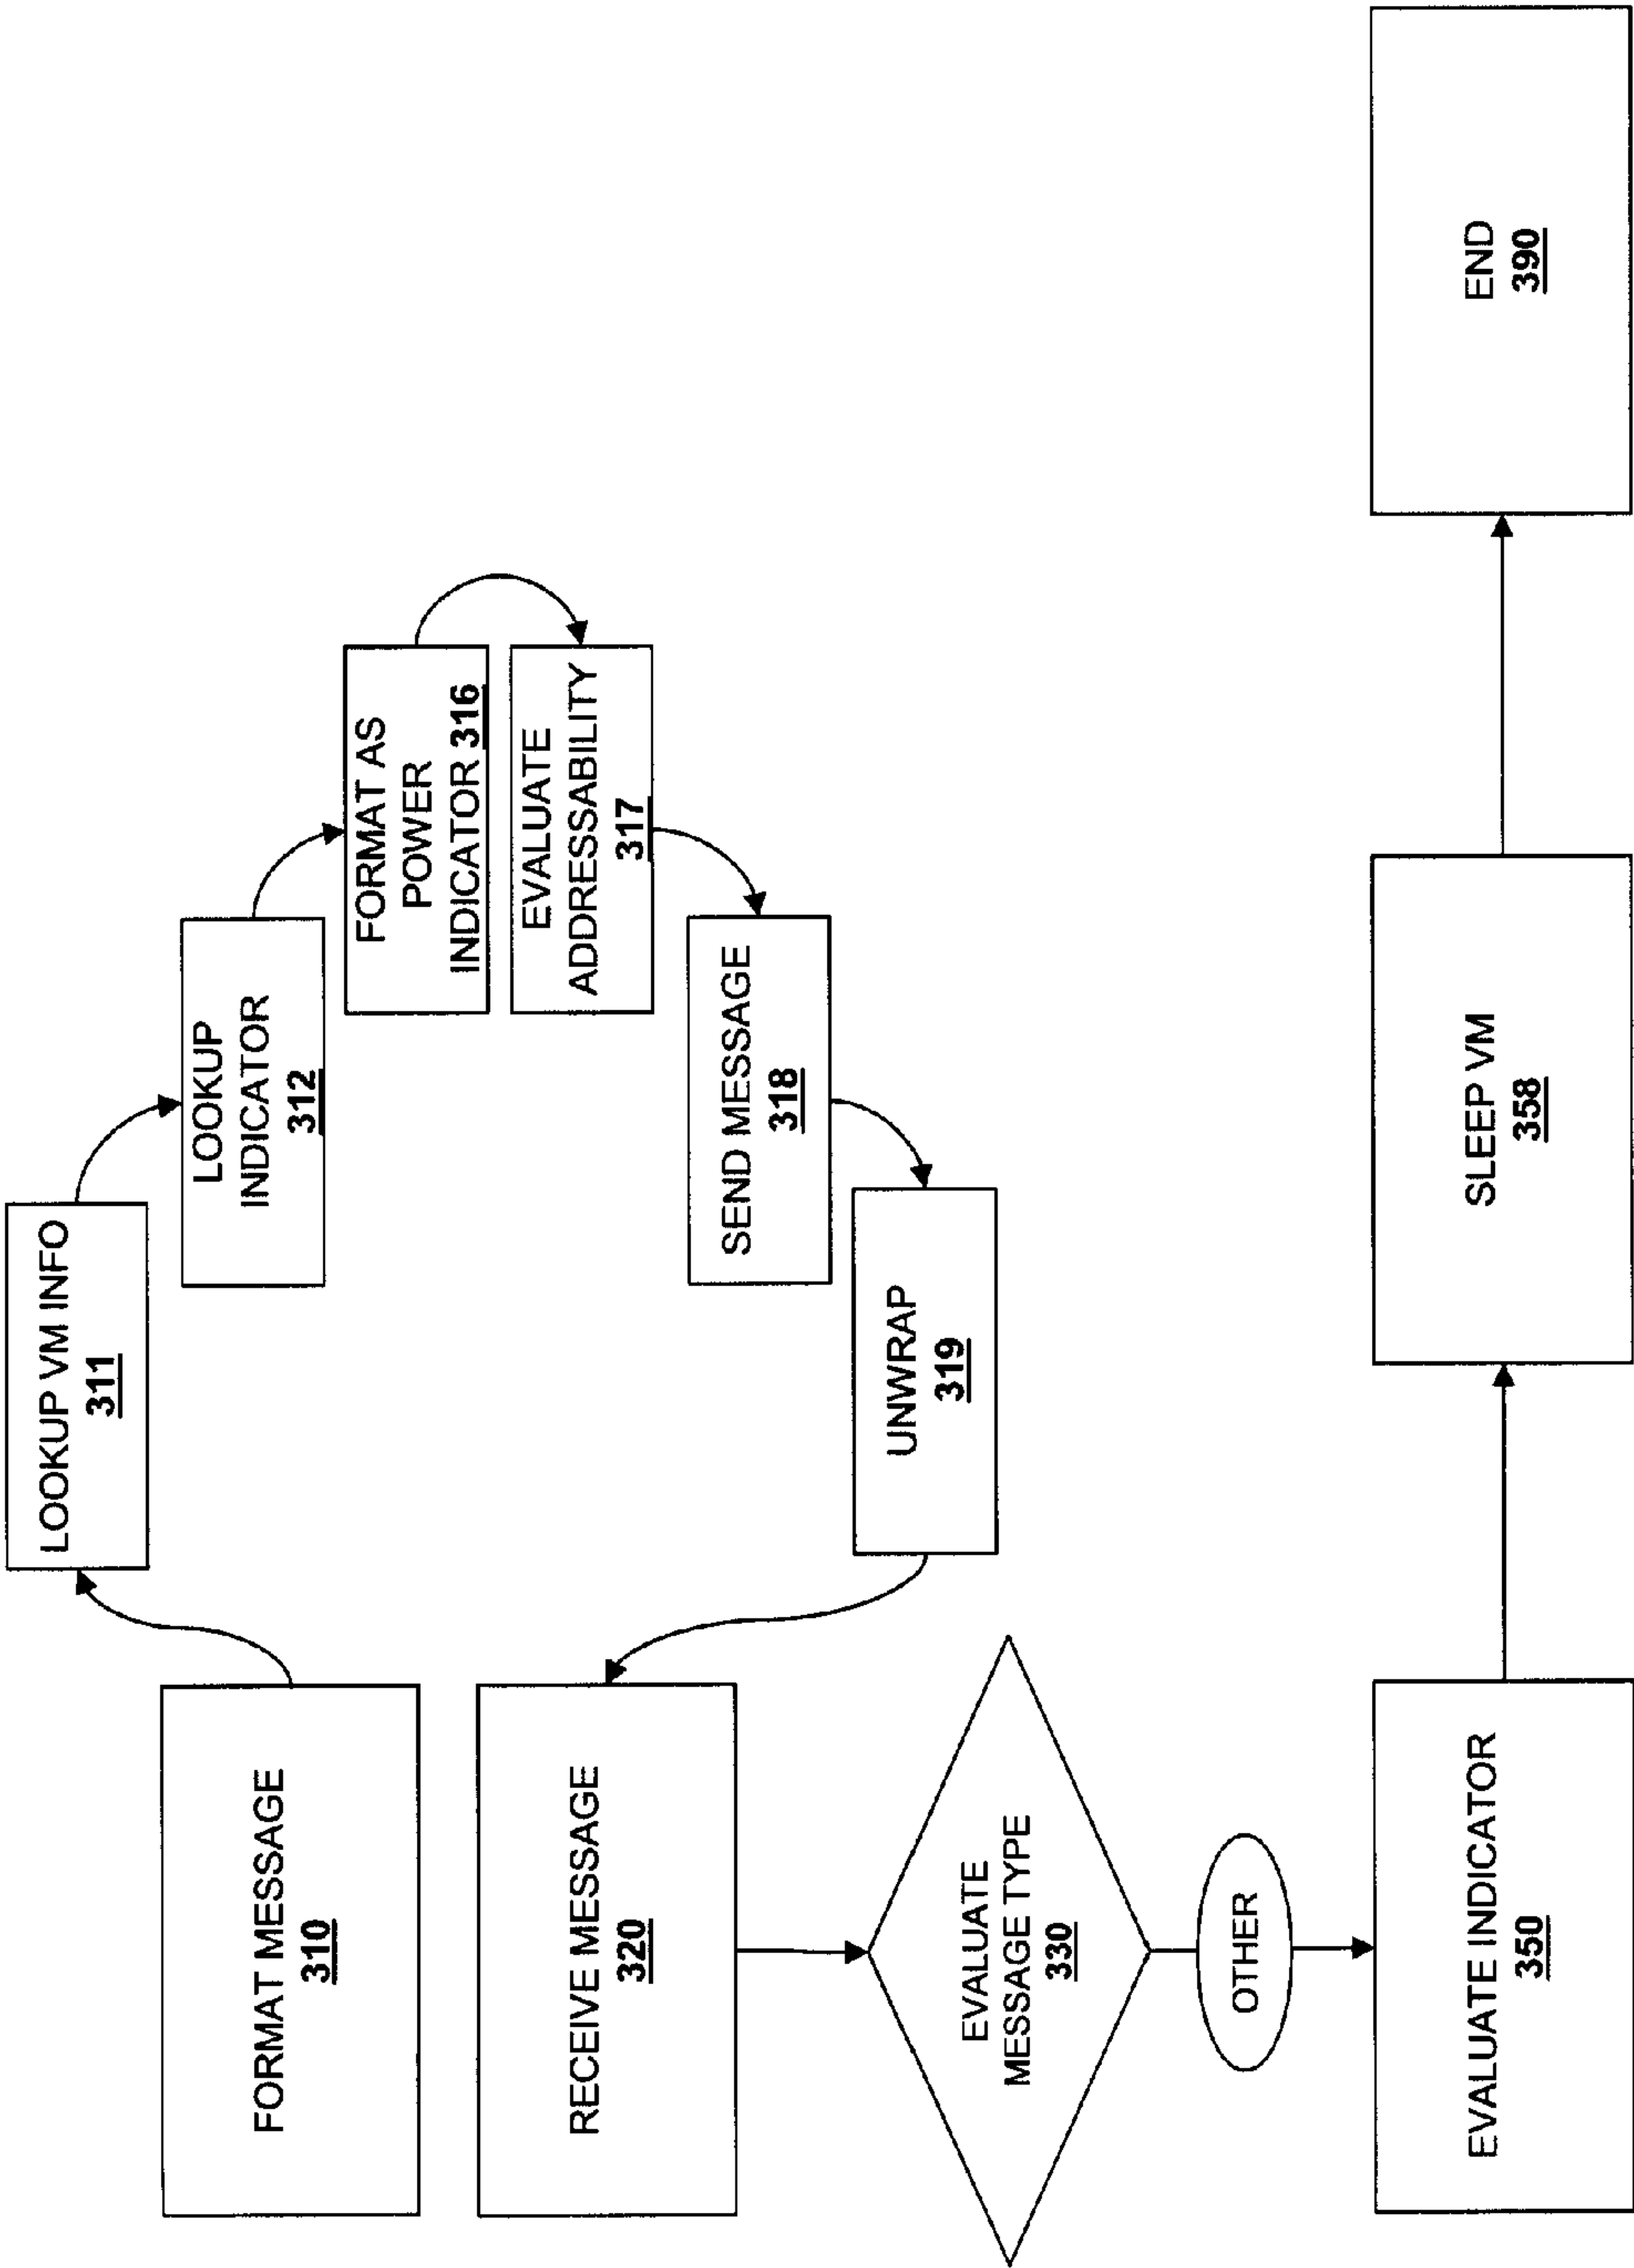 FORMAT MESSAGE
310
LOOKUP VM INFO
311
LOOKUP
INDICATOR
312
FORMAT AS
POWER
INDICATOR 316
EVALUATE
ADDRESSABILITY
317
SEND MESSAGE
318
UNWRAP
319
RECEIVE MESSAGE
320
EVALUATE
MESSAGE TYPE
330
OTHER
EVALUATE INDICATOR
350
SLEEP VM
358
END
390